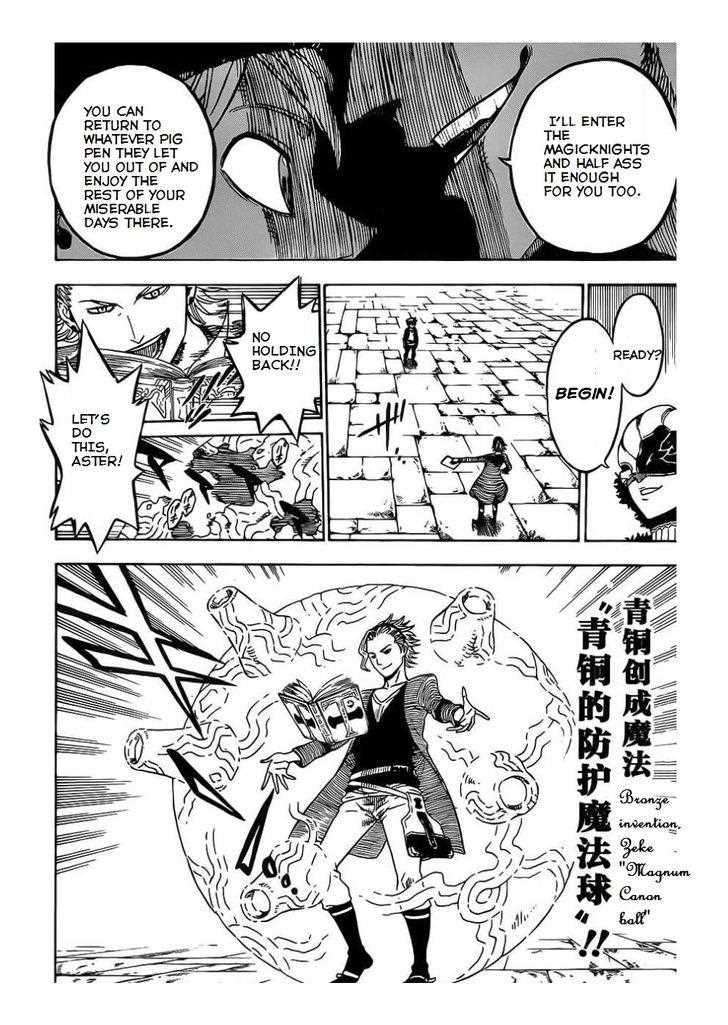 I'LL ENTER
THE
MAGICKNIGHTS
AND HALF ASS
IT ENOUGH
FOR YOU TOO.
YOU CAN
RETURN TO
WHATEVER PIG
PEN THEY LET
YOU OUT OF AND
ENJOY THE
REST OF YOUR
MISERABLE
DAYS THERE.
READY?
BEGIN!
NO
HOLDING
BACK!!
LET'S
DO
THIS,
ASTER!
青铜创成魔法
"青铜的防护魔法球"!!
Bronze
invention,
Zeke
"Magnum
Canon
ball"